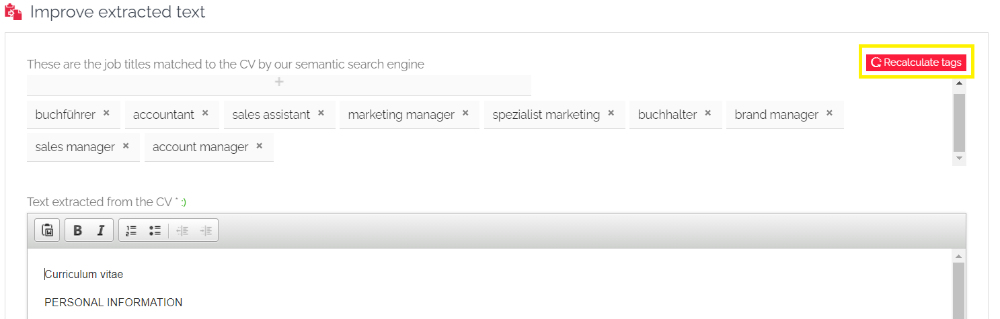 Improve extracted text
These are the job titles matched to the CV by our semantic search engine
Recalculate tags
+
buchführer × accountant × sales assistant × marketing manager × spezialist marketing × buchhalter × brand manager ×
sales manager × account manager ×
Text extracted from the CV * :)
B I
Curriculum vitae
PERSONAL INFORMATION